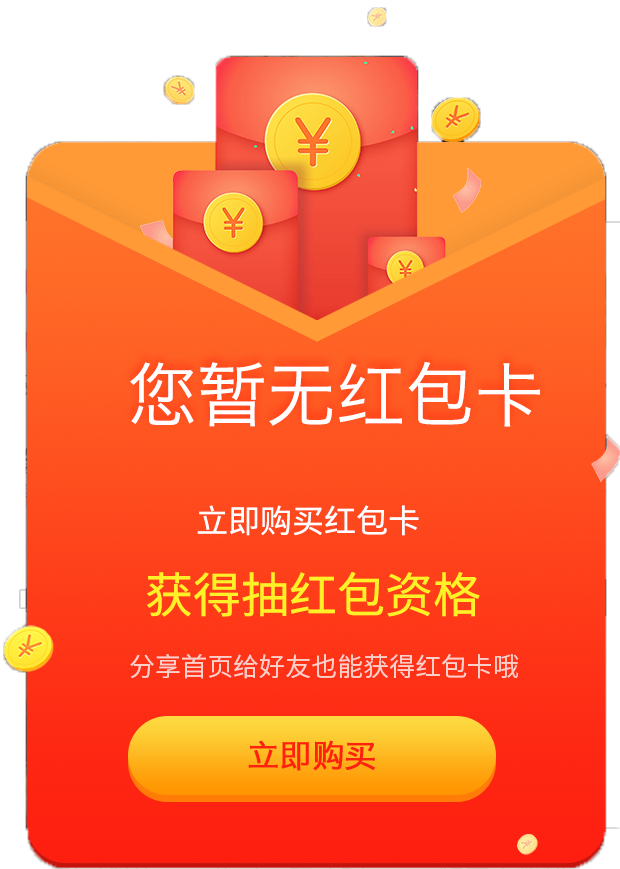 您暂无红包卡
立即购买红包卡
获得抽红包资格
分享首页给好友也能获得红包卡哦
立即购买